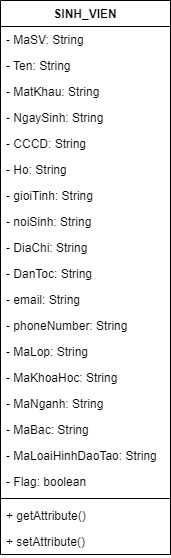 SINH_VIEN
- MaSV: String
- Ten: String
- MatKhau: String
- NgaySinh: String
- CCCD: String
- Ho: String
- gioiTinh: String
- noiSinh: String
- DiaChi: String
- DanToc: String
- email: String
- phoneNumber: String
- MaLop: String
- MaKhoaHoc: String
- MaNganh: String
- MaBac: String
- MaLoaiHinhDaoTao: String
- Flag: boolean
+ getAttribute()
+ setAttribute()